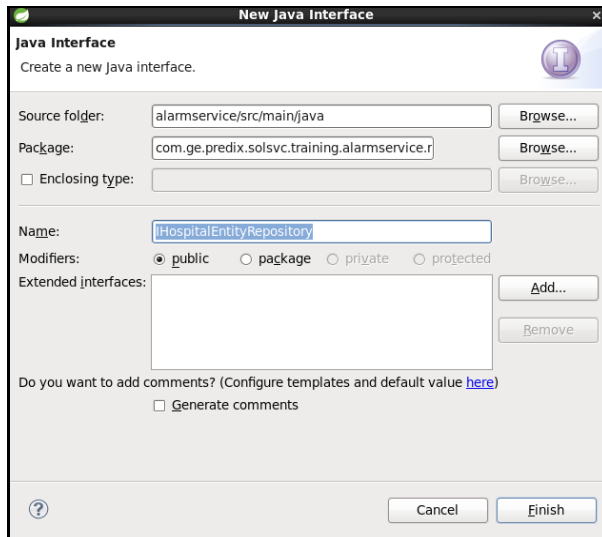 New Java Interface
Java Interface
Create a new Java interface.
Source folder: alarmservice/src/main/java Browse...
Package: com.ge.predix.solsvc.training.alarmservice.r Browse...
Enclosing type: Browse...
Name: IHospitalEntityRepository
Modifiers: public package private protected
Extended interfaces: Add...
Remove
Do you want to add comments? (Configure templates and default value here)
Generate comments
Cancel Finish